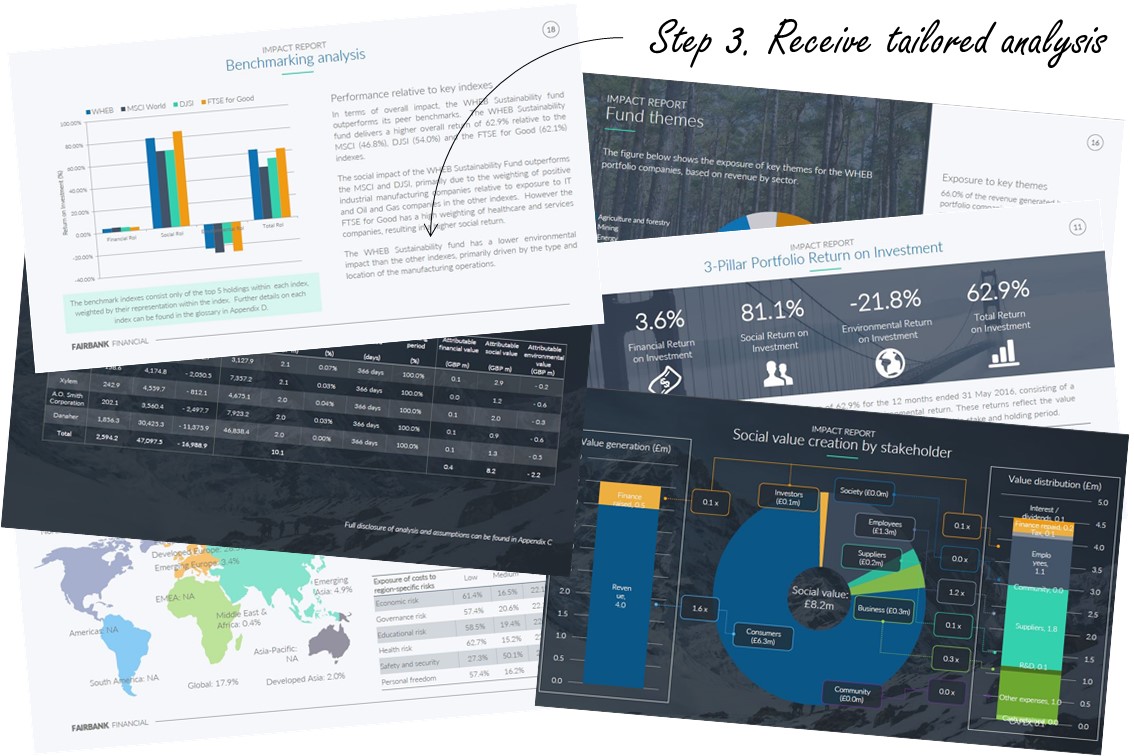 Step 3. Receive tailored analysis
18
IMPACT REPORT
Benchmarking analysis
WHEB MSCI World DJSI FTSE for Good
100.00%
80.00%
60.00%
40.00%
20.00%
0.00%
-20.00%
-40.00%
Return on Investment (%)
Financial RoI
Social RoI
Total RoI
The benchmark indexes consist only of the top 5 holdings within each index,
weighted by their representation within the index. Further details on each
index can be found in the glossary in Appendix D.
Performance relative to key indexes
In terms of overall impact, the WHEB Sustainability fund
outperforms its peer benchmarks. The WHEB Sustainability
fund delivers a higher overall return of 62.9% relative to the
MSCI (46.8%), DJSI (54.0%) and the FTSE for Good (62.1%)
indexes.
The social impact of the WHEB Sustainability Fund outperforms
the MSCI and DJSI, primarily due to the weighting of positive
industrial manufacturing companies relative to exposure to IT
and Oil and Gas companies in the other indexes. However the
FTSE for Good has a high weighting of healthcare and services
companies, resulting in a higher social return.
The WHEB Sustainability fund has a lower environmental
impact than the other indexes, primarily driven by the type and
location of the manufacturing operations.
FAIRBANK FINANCIAL
IMPACT REPORT
Fund themes
The figure below shows the exposure of key themes for the WHEB
portfolio companies, based on revenue by sector.
Agriculture and forestry
Mining
Energy
16
Exposure to key themes
66.0% of the revenue generated
portfolio
11
IMPACT REPORT
3-Pillar Portfolio Return on Investment
3.6% 81.1% -21.8% 62.9%
Financial Return
on Investment
Social Return on
Investment
Environmental Return
on Investment
Total Return
on Investment
of 62.9% for the 12 months ended 31 May 2016, consisting of a
return. These returns reflect the value
and holding period.
period
(%) (days) (%)
Attributable
financial value
(GBP m)
Attributable
social value
(GBP m)
Attributable
environmental
value
(GBP m)
4,174.8 - 2,050.5 3,127.9 2.1 0.07% 366 days 100.0% 0.1 2.9 - 0.2
Xylem 242.9 4,559.7 - 812.1 7,357.2 2.1 0.03% 366 days 100.0% 0.0 1.2 - 0.6
A.O. Smith
Corporation 202.1 3,560.4 - 2,497.7 4,675.1 2.0 0.04% 366 days 100.0% 0.1 2.0 - 0.3
Danaher 1,856.3 30,425.3 - 11,375.9 7,923.2 2.0 0.03% 366 days 100.0% 0.1 0.9 - 0.6
Total 2,594.2 47,097.5 - 16,988.9 46,838.4 2.0 0.00% 366 days 100.0% 0.1 1.3 - 0.5
10.1 0.4 8.2 - 2.2
Full disclosure of analysis and assumptions can be found in Appendix C
Developed Europe:
Emerging Europe: 3.4%
EMEA: NA
Middle East &
Africa: 0.4%
Emerging
Asia: 4.9%
Americas: NA
Asia-Pacific:
NA
South America: NA
Global: 17.9%
Developed Asia: 2.0%
Exposure of costs to
region-specific risks Low Medium
Economic risk 61.4% 16.5%
Governance risk 57.4% 20.6%
Educational risk 58.5% 19.4%
Health risk 62.7% 15.2%
Safety and security 27.3% 50.1%
Personal freedom 57.4% 16.2%
FAIRBANK FINANCIAL
IMPACT REPORT
Social value creation by stakeholder
Value generation (£m)
Finance
raised, 0.5
Reven
ue,
4.0
2.0
1.5
1.0
0.5
0.0
0.1 x
1.6 x
Investors
(£0.1m)
Society (£0.0m)
Employees
(£1.3m)
Suppliers
(£0.2m)
Business (£0.3m)
Social value:
£8.2m
Consumers
(£6.3m)
Community
(£0.0m)
0.1 x
0.0 x
1.2 x
0.1 x
0.3 x
0.0 x
Value distribution (£m)
Interest /
dividends, 0.1
Finance repaid, 0.2
Tax, 0.1
Emplo
yees,
1.1
Community, 0.0
Suppliers, 1.8
R&D, 0.1
Other expenses, 1.0
5.0
4.5
4.0
3.5
3.0
2.5
2.0
1.5
1.0
0.5
0.0